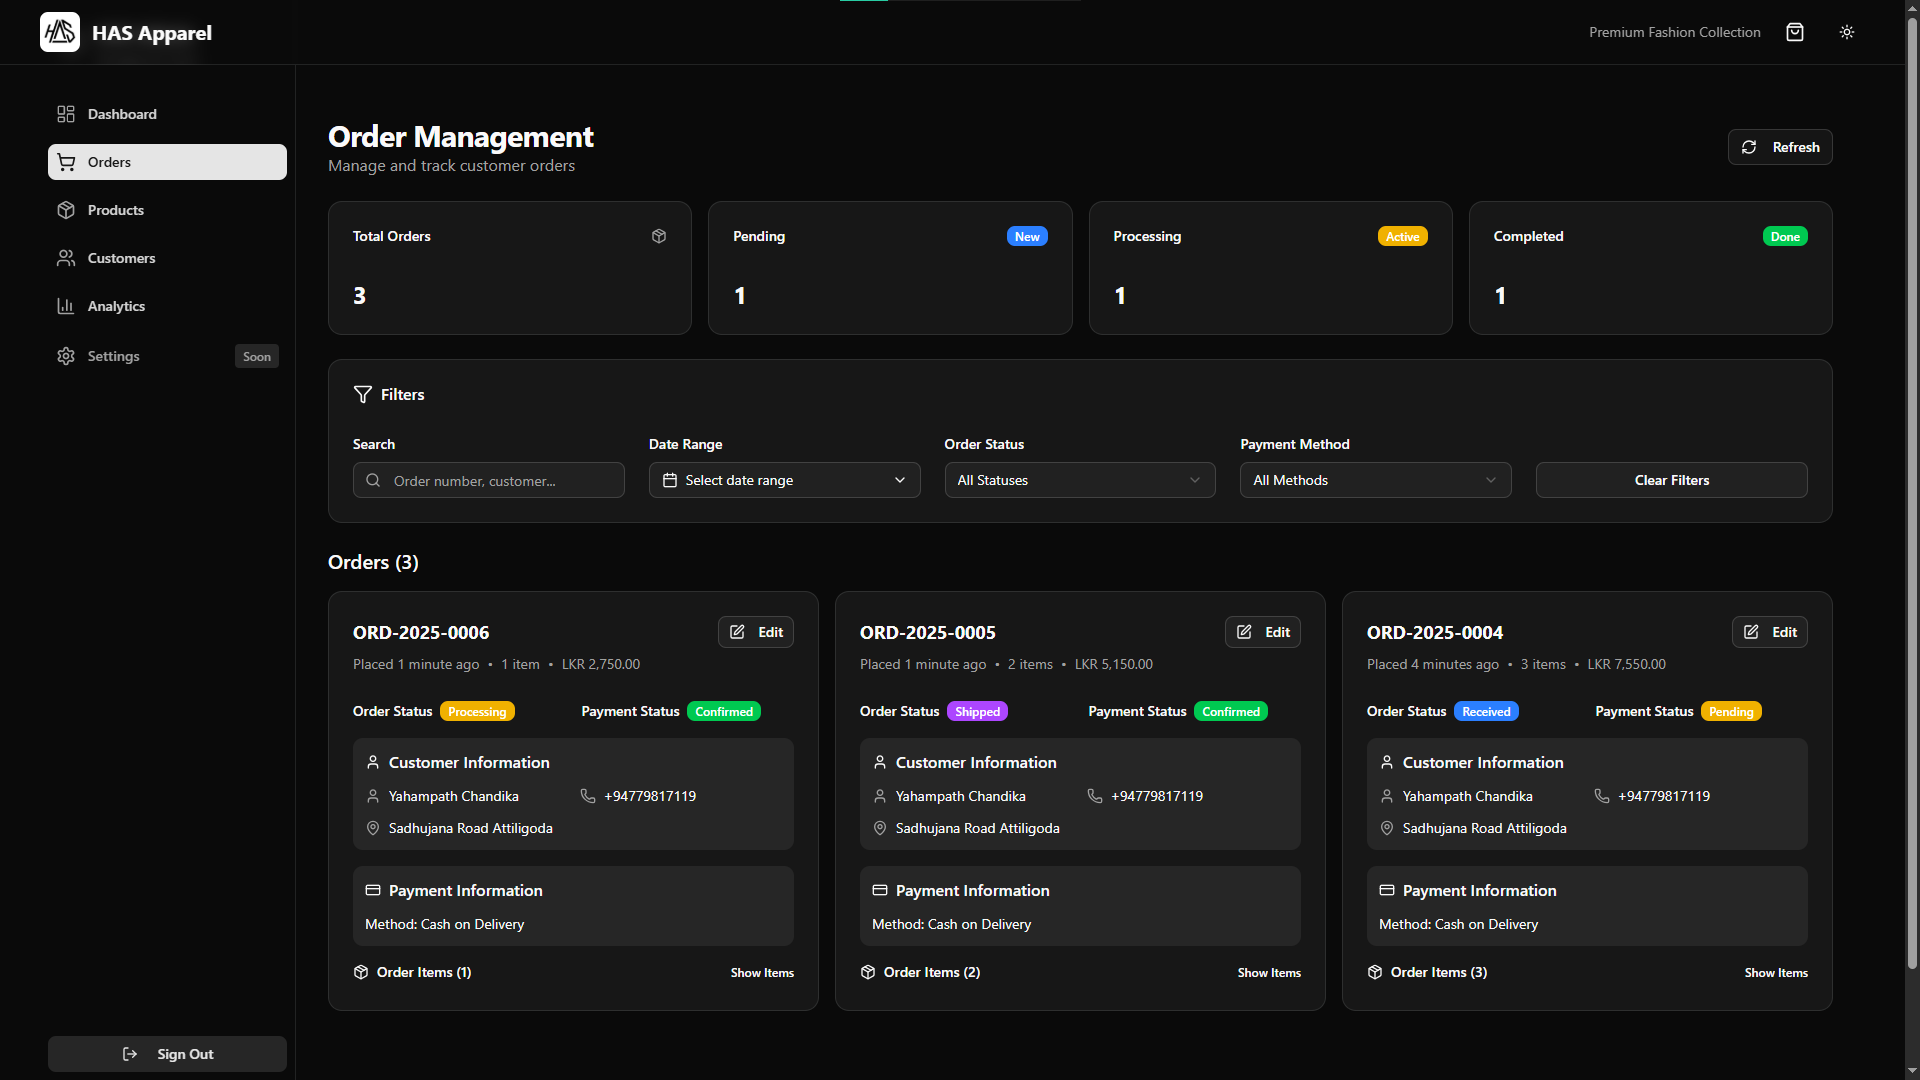 HAS
HAS Apparel
Premium Fashion Collection
Dashboard
Orders
Products
Customers
Analytics
Settings
Soon
Sign Out
Order Management
Manage and track customer orders
Refresh
Total Orders
3
Pending
New
1
Processing
Active
1
Completed
Done
1
Filters
Search
Order number, customer...
Date Range
Select date range
Order Status
All Statuses
Payment Method
All Methods
Clear Filters
Orders (3)
ORD-2025-0006
Edit
Placed 1 minute ago • 1 item • LKR 2,750.00
Order Status Processing Payment Status Confirmed
Customer Information
Yahampath Chandika +94779817119
Sadhujana Road Attiligoda
Payment Information
Method: Cash on Delivery
Order Items (1) Show Items
ORD-2025-0005
Edit
Placed 1 minute ago • 2 items • LKR 5,150.00
Order Status Shipped Payment Status Confirmed
Customer Information
Yahampath Chandika +94779817119
Sadhujana Road Attiligoda
Payment Information
Method: Cash on Delivery
Order Items (2) Show Items
ORD-2025-0004
Edit
Placed 4 minutes ago • 3 items • LKR 7,550.00
Order Status Received Payment Status Pending
Customer Information
Yahampath Chandika +94779817119
Sadhujana Road Attiligoda
Payment Information
Method: Cash on Delivery
Order Items (3) Show Items